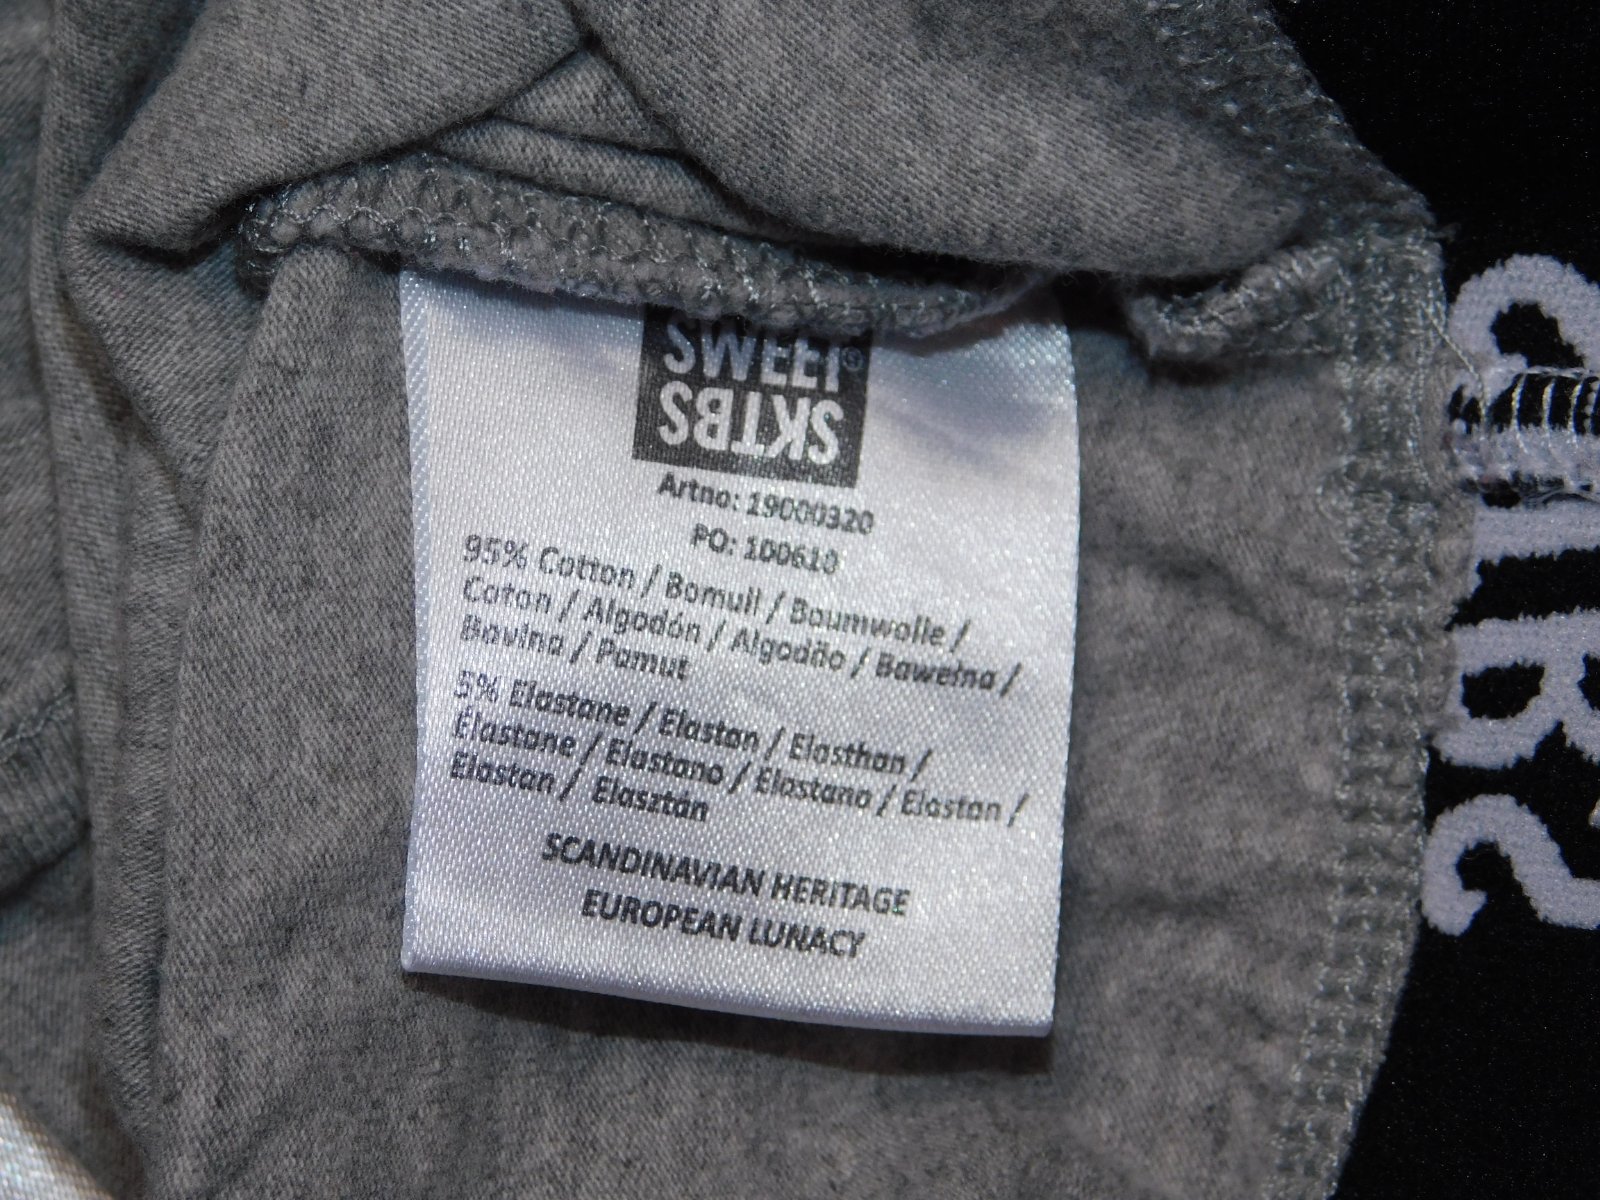 SWEET®
SKTBS
Artno: 19000320
PO: 100610
95% Cotton / Bomull / Baumwolle /
Coton / Algodón / Algodão / Bawełna /
Bavlna / Pamut
5% Elastane / Elastan / Elasthan /
Élastane / Elastano / Elastano / Elastan /
Elastan / Elasztán
SCANDINAVIAN HERITAGE
EUROPEAN LUNACY